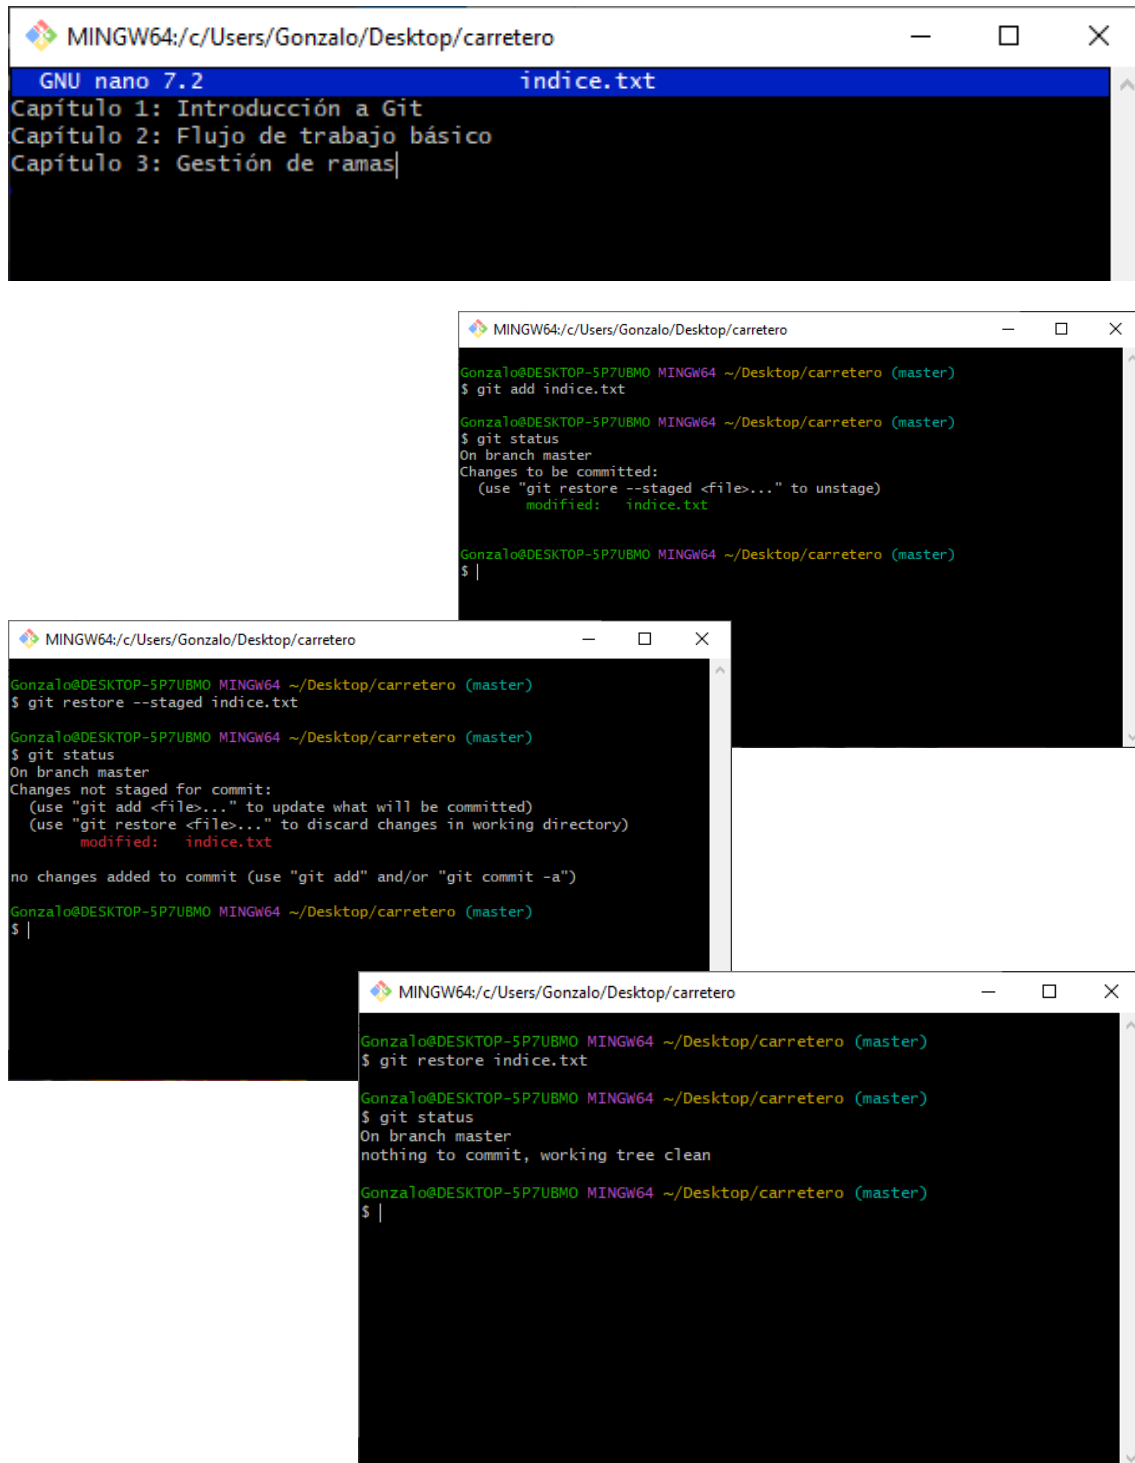 MINGW64:/c/Users/Gonzalo/Desktop/carretero
GNU nano 7.2 indice.txt
Capítulo 1: Introducción a Git
Capítulo 2: Flujo de trabajo básico
Capítulo 3: Gestión de ramas
MINGW64:/c/Users/Gonzalo/Desktop/carretero
Gonzalo@DESKTOP-5P7UBMO MINGW64 ~/Desktop/carretero (master)
$ git add indice.txt
Gonzalo@DESKTOP-5P7UBMO MINGW64 ~/Desktop/carretero (master)
$ git status
On branch master
Changes to be committed:
(use "git restore --staged <file>..." to unstage)
modified: indice.txt
Gonzalo@DESKTOP-5P7UBMO MINGW64 ~/Desktop/carretero (master)
$
MINGW64:/c/Users/Gonzalo/Desktop/carretero
Gonzalo@DESKTOP-5P7UBMO MINGW64 ~/Desktop/carretero (master)
$ git restore --staged indice.txt
Gonzalo@DESKTOP-5P7UBMO MINGW64 ~/Desktop/carretero (master)
$ git status
On branch master
Changes not staged for commit:
(use "git add <file>..." to update what will be committed)
(use "git restore <file>..." to discard changes in working directory)
modified: indice.txt
no changes added to commit (use "git add" and/or "git commit -a")
Gonzalo@DESKTOP-5P7UBMO MINGW64 ~/Desktop/carretero (master)
$
MINGW64:/c/Users/Gonzalo/Desktop/carretero
Gonzalo@DESKTOP-5P7UBMO MINGW64 ~/Desktop/carretero (master)
$ git restore indice.txt
Gonzalo@DESKTOP-5P7UBMO MINGW64 ~/Desktop/carretero (master)
$ git status
On branch master
nothing to commit, working tree clean
Gonzalo@DESKTOP-5P7UBMO MINGW64 ~/Desktop/carretero (master)
$